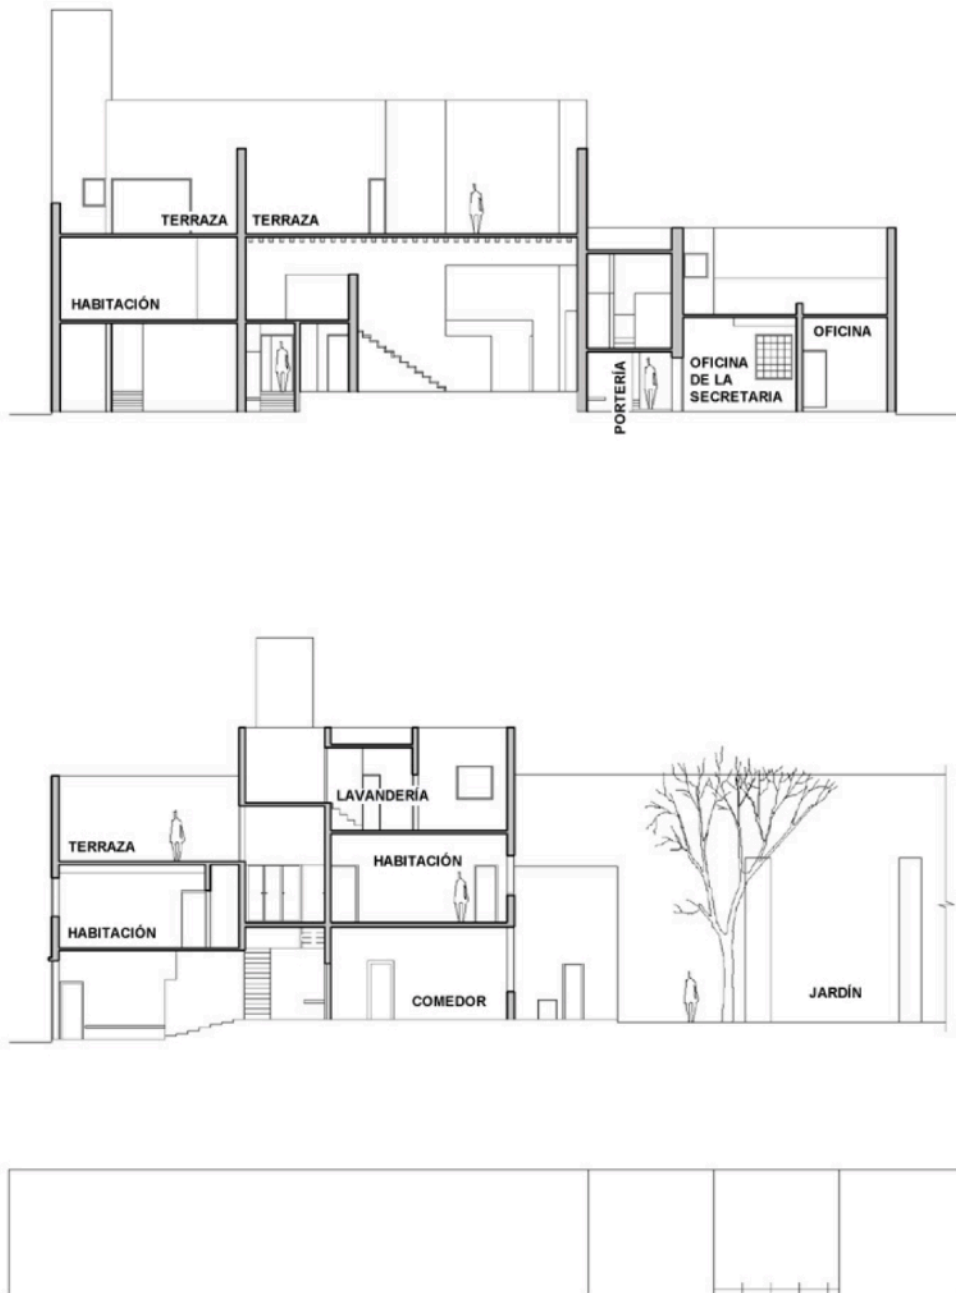 TERRAZA
TERRAZA
HABITACIÓN
OFICINA
OFICINA
DE LA
SECRETARIA
PORTERÍA
LAVANDERÍA
TERRAZA
HABITACIÓN
HABITACIÓN
COMEDOR
JARDÍN